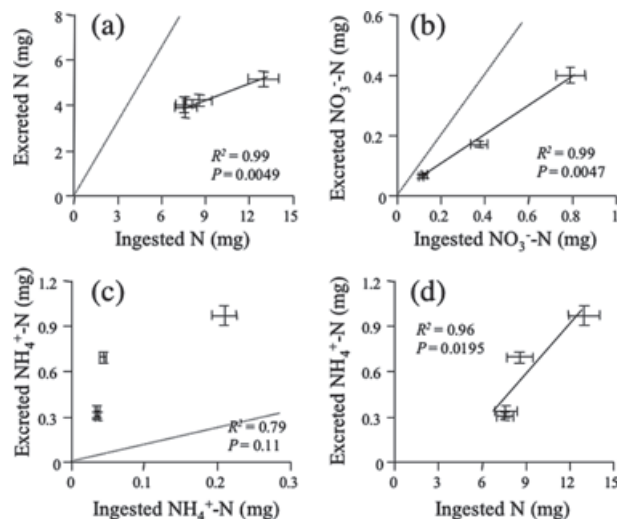 (a)
Excreted N (mg)
8
6
4
2
0
R² = 0.99
P = 0.0049
0 3 6 9 12 15
Ingested N (mg)
(b)
Excreted NO₃⁻-N (mg)
0.6
0.4
0.2
0
R² = 0.99
P = 0.0047
0 0.2 0.4 0.6 0.8 1
Ingested NO₃⁻-N (mg)
(c)
Excreted NH₄⁺-N (mg)
1.2
0.9
0.6
0.3
0
R² = 0.79
P = 0.11
0 0.1 0.2 0.3
Ingested NH₄⁺-N (mg)
(d)
Excreted NH₄⁺-N (mg)
1.2
0.9
0.6
0.3
0
R² = 0.96
P = 0.0195
0 3 6 9 12 15
Ingested N (mg)